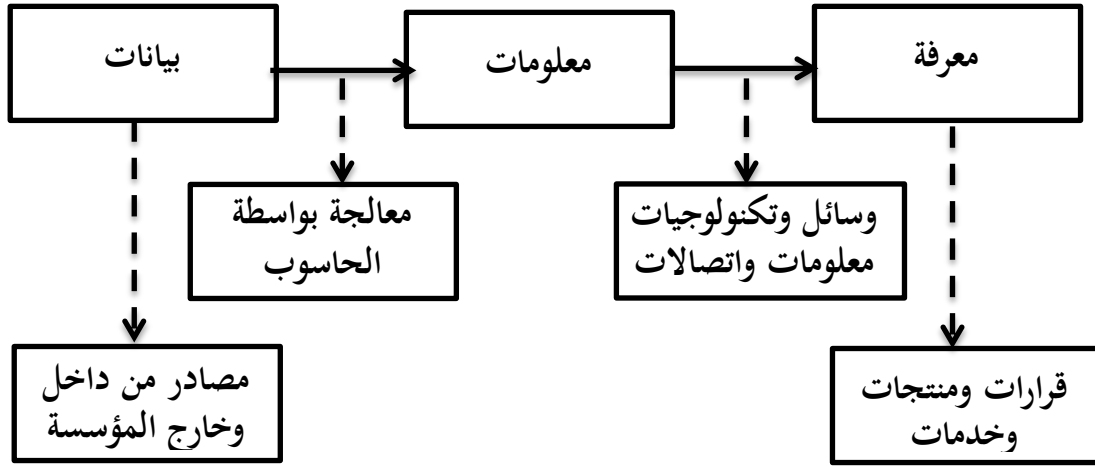 بيانات
معلومات
معرفة
معالجة بواسطة
الحاسوب
وسائل وتكنولوجيات
معلومات واتصالات
مصادر من داخل
وخارج المؤسسة
قرارات ومنتجات
وخدمات